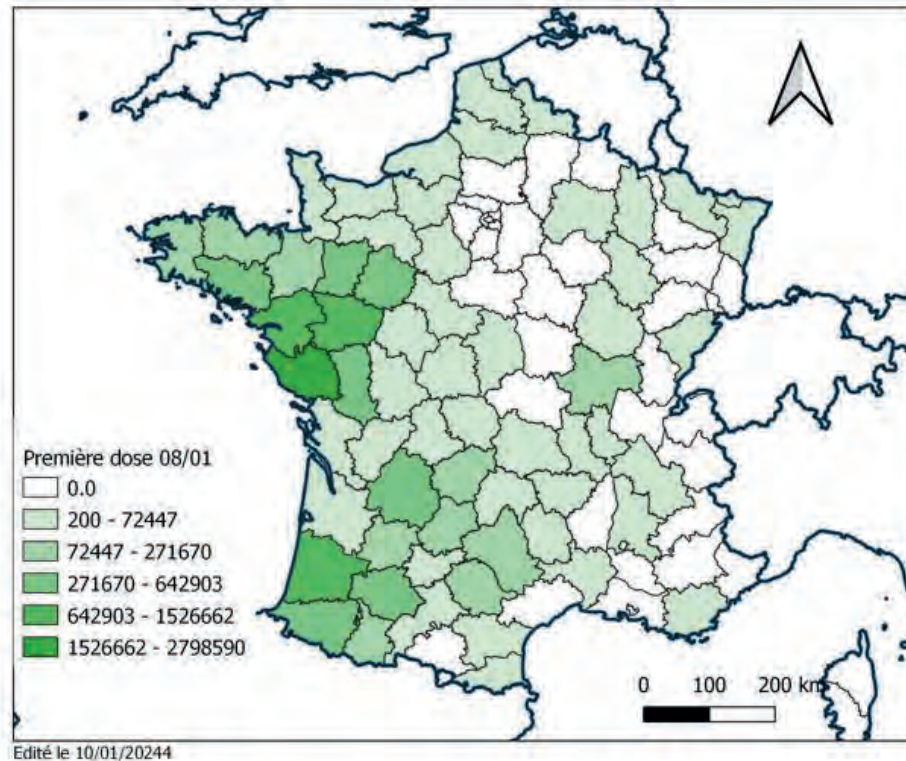 Première dose 08/01
0.0
200 - 72447
72447 - 271670
271670 - 642903
642903 - 1526662
1526662 - 2798590
0 100 200 km
Edité le 10/01/20244